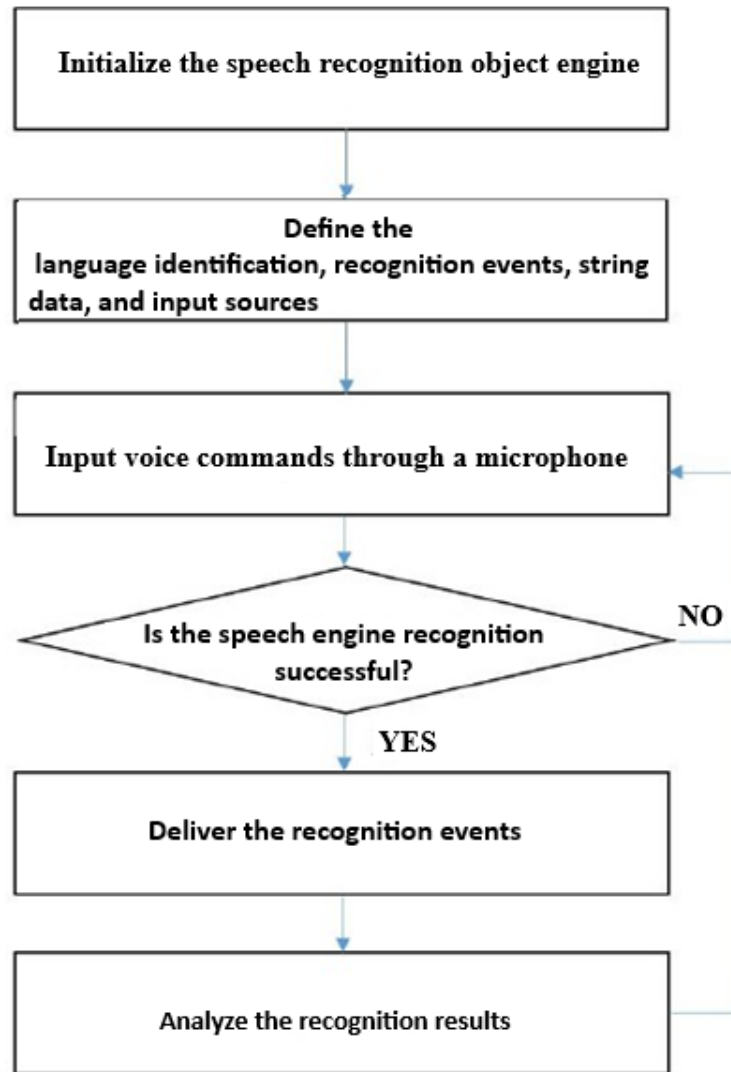 Initialize the speech recognition object engine
Define the
language identification, recognition events, string
data, and input sources
Input voice commands through a microphone
Is the speech engine recognition
successful?
NO
YES
Deliver the recognition events
Analyze the recognition results